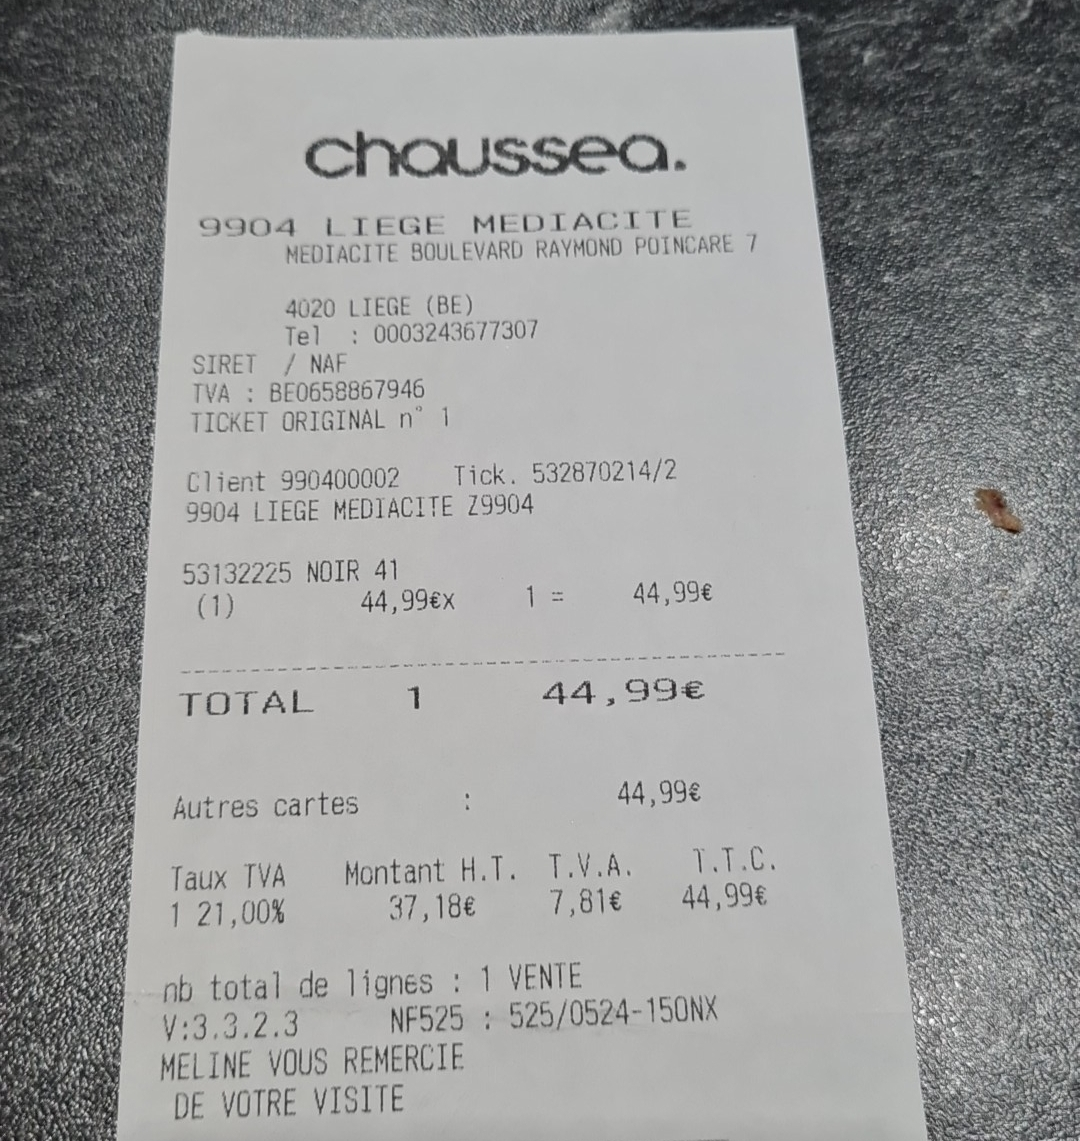 chaussea.
9904 LIEGE MEDIACITE
MEDIACITE BOULEVARD RAYMOND POINCARE 7
4020 LIEGE (BE)
Tel : 0003243677307
SIRET / NAF
TVA : BE0658867946
TICKET ORIGINAL n° 1
Client 990400002 Tick. 532870214/2
9904 LIEGE MEDIACITE Z9904
53132225 NOIR 41
(1) 44,99€x 1 = 44,99€
TOTAL 1 44,99€
Autres cartes : 44,99€
Taux TVA Montant H.T. T.V.A. T.T.C.
1 21,00% 37,18€ 7,81€ 44,99€
nb total de lignes : 1 VENTE
V:3.3.2.3 NF525 : 525/0524-150NX
MELINE VOUS REMERCIE
DE VOTRE VISITE